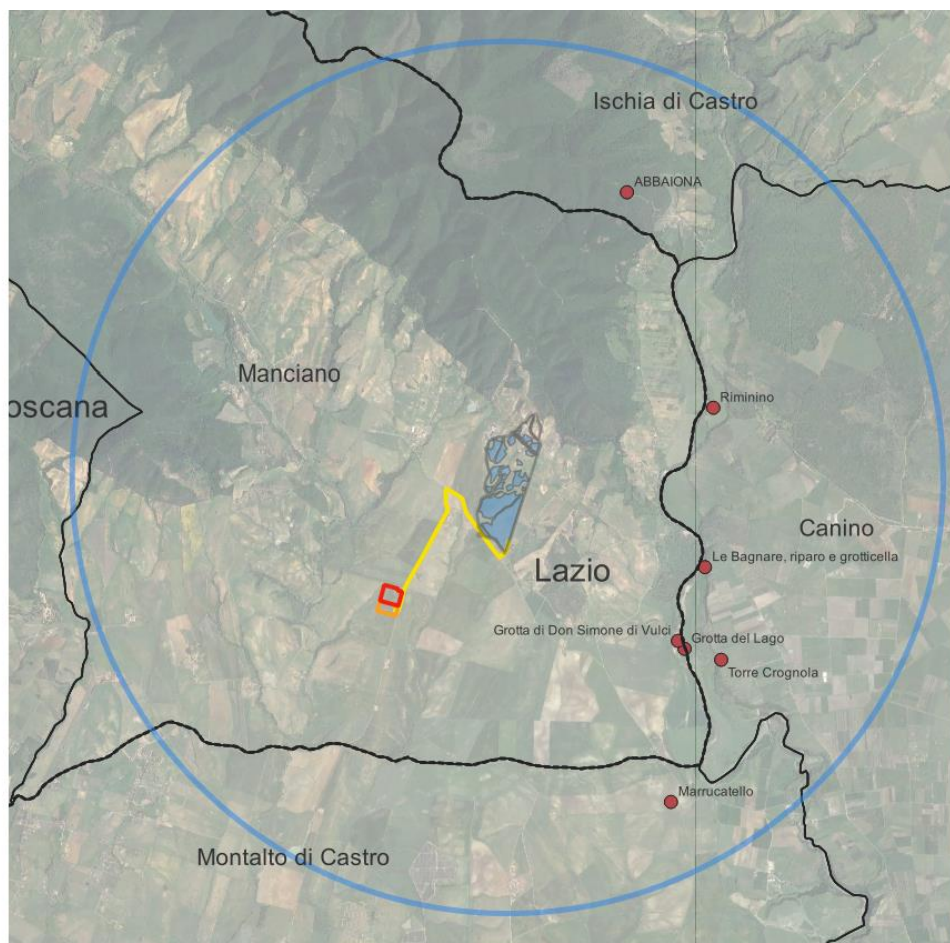 Ischia di Castro
ABBAIONA
Manciano
oscana
Riminino
Canino
Le Bagnare, riparo e grotticella
Lazio
Grotta di Don Simone di Vulci
Grotta del Lago
Torre Crognola
Marrucatello
Montalto di Castro